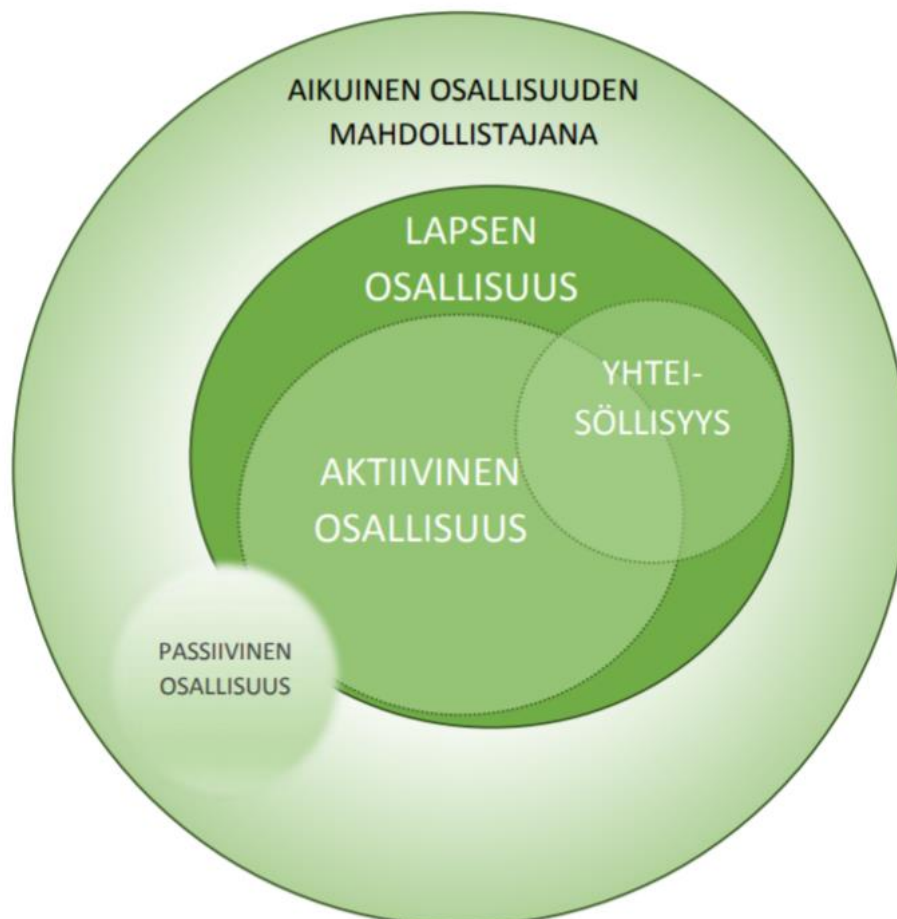 AIKUINEN OSALLISUUDEN
MAHDOLLISTAJANA
LAPSEN
OSALLISUUS
YHTEI-
SÖLLISYYS
AKTIIVINEN
OSALLISUUS
PASSIIVINEN
OSALLISUUS